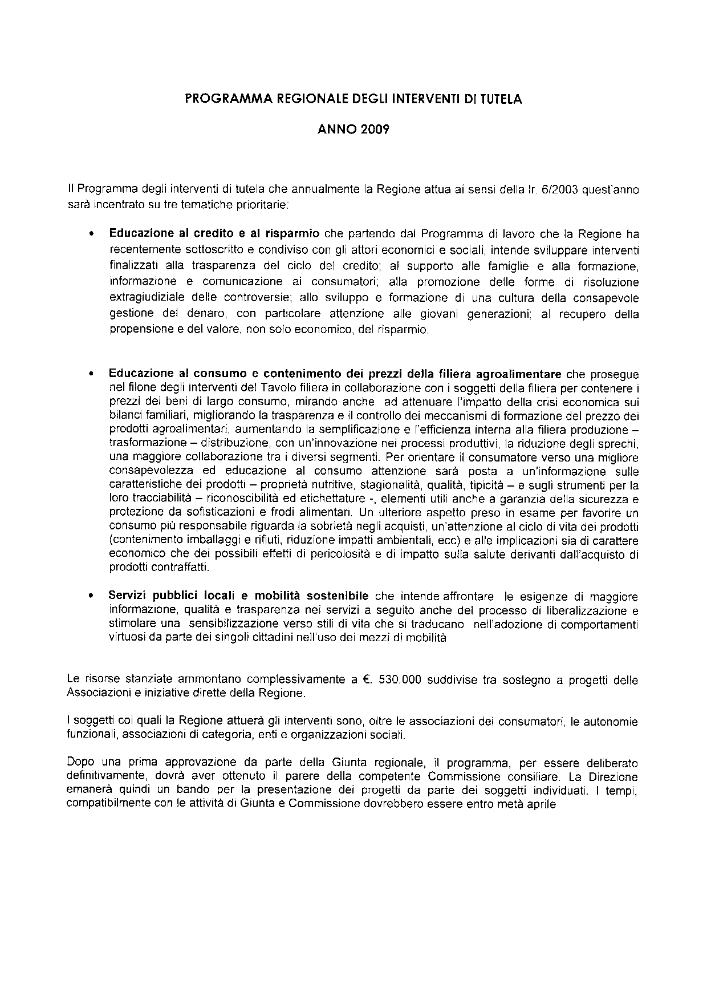 PROGRAMMA REGIONALE DEGLI INTERVENTI DI TUTELA
ANNO 2009
Il Programma degli interventi di tutela che annualmente la Regione attua ai sensi della lr. 6/2003 quest'anno
sarà incentrato su tre tematiche prioritarie:
• Educazione al credito e al risparmio che partendo dal Programma di lavoro che la Regione ha
recentemente sottoscritto e condiviso con gli attori economici e sociali, intende sviluppare interventi
finalizzati alla trasparenza del ciclo del credito; al supporto alle famiglie e alla formazione,
informazione e comunicazione ai consumatori; alla promozione delle forme di risoluzione
extragiudiziale delle controversie; allo sviluppo e formazione di una cultura della consapevole
gestione del denaro, con particolare attenzione alle giovani generazioni; al recupero della
propensione e del valore, non solo economico, del risparmio.
• Educazione al consumo e contenimento dei prezzi della filiera agroalimentare che prosegue
nel filone degli interventi del Tavolo filiera in collaborazione con i soggetti della filiera per contenere i
prezzi dei beni di largo consumo, mirando anche ad attenuare l'impatto della crisi economica sui
bilanci familiari, migliorando la trasparenza e il controllo dei meccanismi di formazione del prezzo dei
prodotti agroalimentari; aumentando la semplificazione e l'efficienza interna alla filiera produzione –
trasformazione – distribuzione, con un'innovazione nei processi produttivi, la riduzione degli sprechi,
una maggiore collaborazione tra i diversi segmenti. Per orientare il consumatore verso una migliore
consapevolezza ed educazione al consumo attenzione sarà posta a un'informazione sulle
caratteristiche dei prodotti – proprietà nutritive, stagionalità, qualità, tipicità – e sugli strumenti per la
loro tracciabilità – riconoscibilità ed etichettature -, elementi utili anche a garanzia della sicurezza e
protezione da sofisticazioni e frodi alimentari. Un ulteriore aspetto preso in esame per favorire un
consumo più responsabile riguarda la sobrietà negli acquisti, un'attenzione al ciclo di vita dei prodotti
(contenimento imballaggi e rifiuti, riduzione impatti ambientali, ecc) e alle implicazioni sia di carattere
economico che dei possibili effetti di pericolosità e di impatto sulla salute derivanti dall'acquisto di
prodotti contraffatti.
• Servizi pubblici locali e mobilità sostenibile che intende affrontare le esigenze di maggiore
informazione, qualità e trasparenza nei servizi a seguito anche del processo di liberalizzazione e
stimolare una sensibilizzazione verso stili di vita che si traducano nell'adozione di comportamenti
virtuosi da parte dei singoli cittadini nell'uso dei mezzi di mobilità
Le risorse stanziate ammontano complessivamente a €. 530.000 suddivise tra sostegno a progetti delle
Associazioni e iniziative dirette della Regione.
I soggetti coi quali la Regione attuerà gli interventi sono, oltre le associazioni dei consumatori, le autonomie
funzionali, associazioni di categoria, enti e organizzazioni sociali.
Dopo una prima approvazione da parte della Giunta regionale, il programma, per essere deliberato
definitivamente, dovrà aver ottenuto il parere della competente Commissione consiliare. La Direzione
emanerà quindi un bando per la presentazione dei progetti da parte dei soggetti individuati. I tempi,
compatibilmente con le attività di Giunta e Commissione dovrebbero essere entro metà aprile